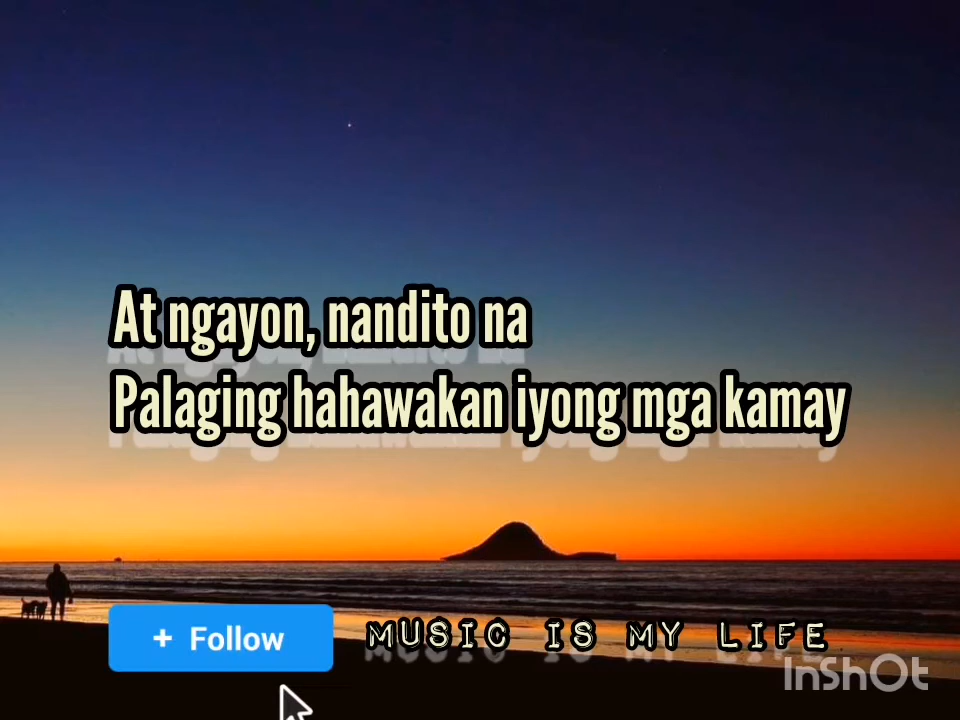 At ngayon, nandito na
Palaging hahawakan iyong mga kamay
+ Follow
MUSIC IS MY LIFE
InShOt